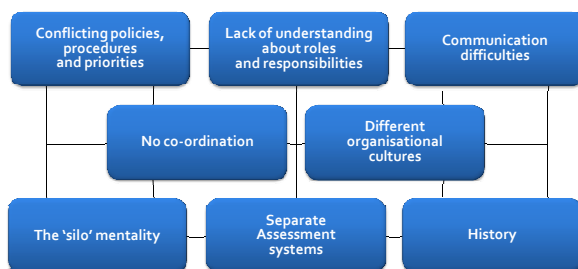 Conflicting policies,
procedures
and priorities
Lack of understanding
about roles
and responsibilities
Communication
difficulties
No co-ordination
Different
organisational
cultures
The ‘silo’ mentality
Separate
Assessment
systems
History